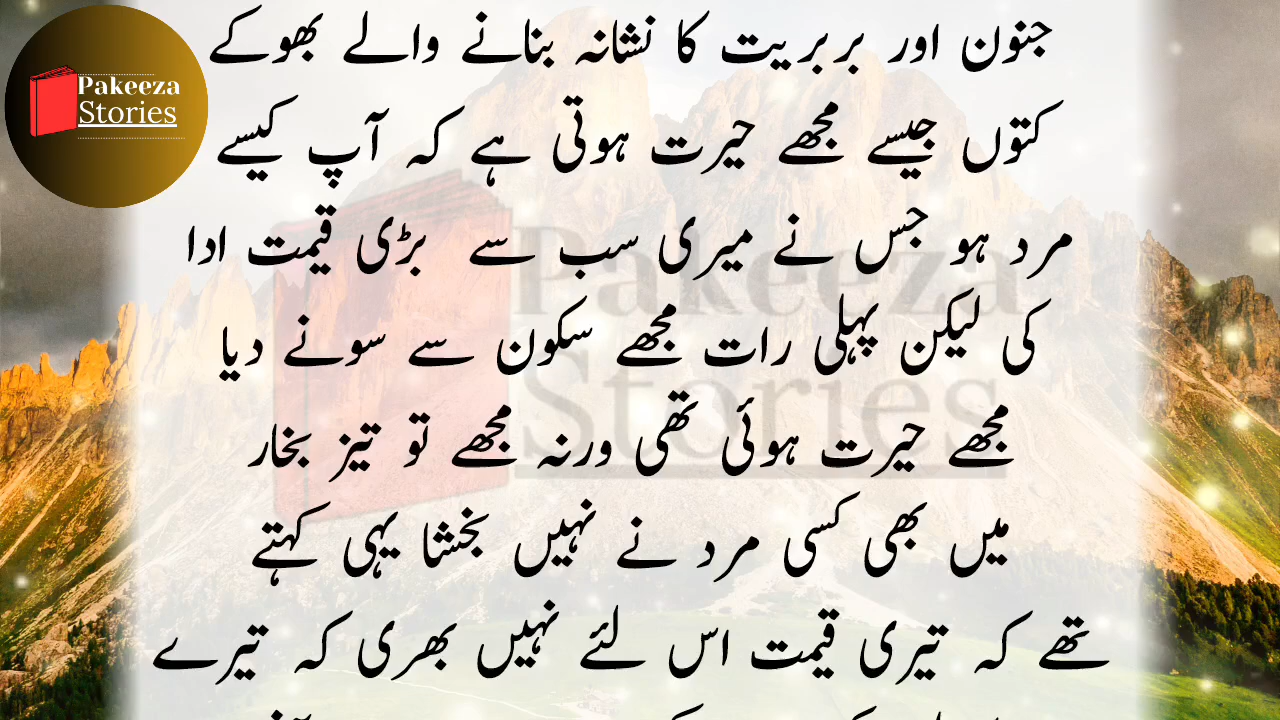 Pakeeza
Stories
جنون اور بربریت کا نشانہ بنانے والے بھوکے
کتوں جیسے مجھے حیرت ہوتی ہے کہ آپ کیسے
مرد ہو جس نے میری سب سے بڑی قیمت ادا
کی لیکن پہلی رات مجھے سکون سے سونے دیا
مجھے حیرت ہوئی تھی ورنہ مجھے تو تیز بخار
میں بھی کسی مرد نے نہیں بخشا یہی کہتے
تھے کہ تیری قیمت اس لئے نہیں بھری کہ تیرے
Pakeeza
Stories